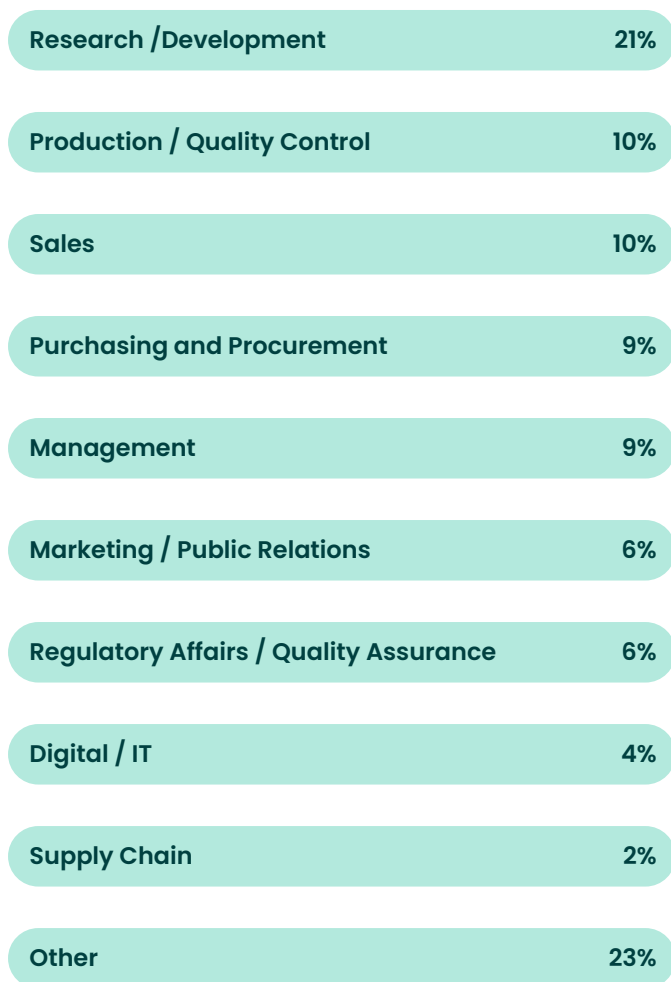 Research /Development 21%
Production / Quality Control 10%
Sales 10%
Purchasing and Procurement 9%
Management 9%
Marketing / Public Relations 6%
Regulatory Affairs / Quality Assurance 6%
Digital / IT 4%
Supply Chain 2%
Other 23%